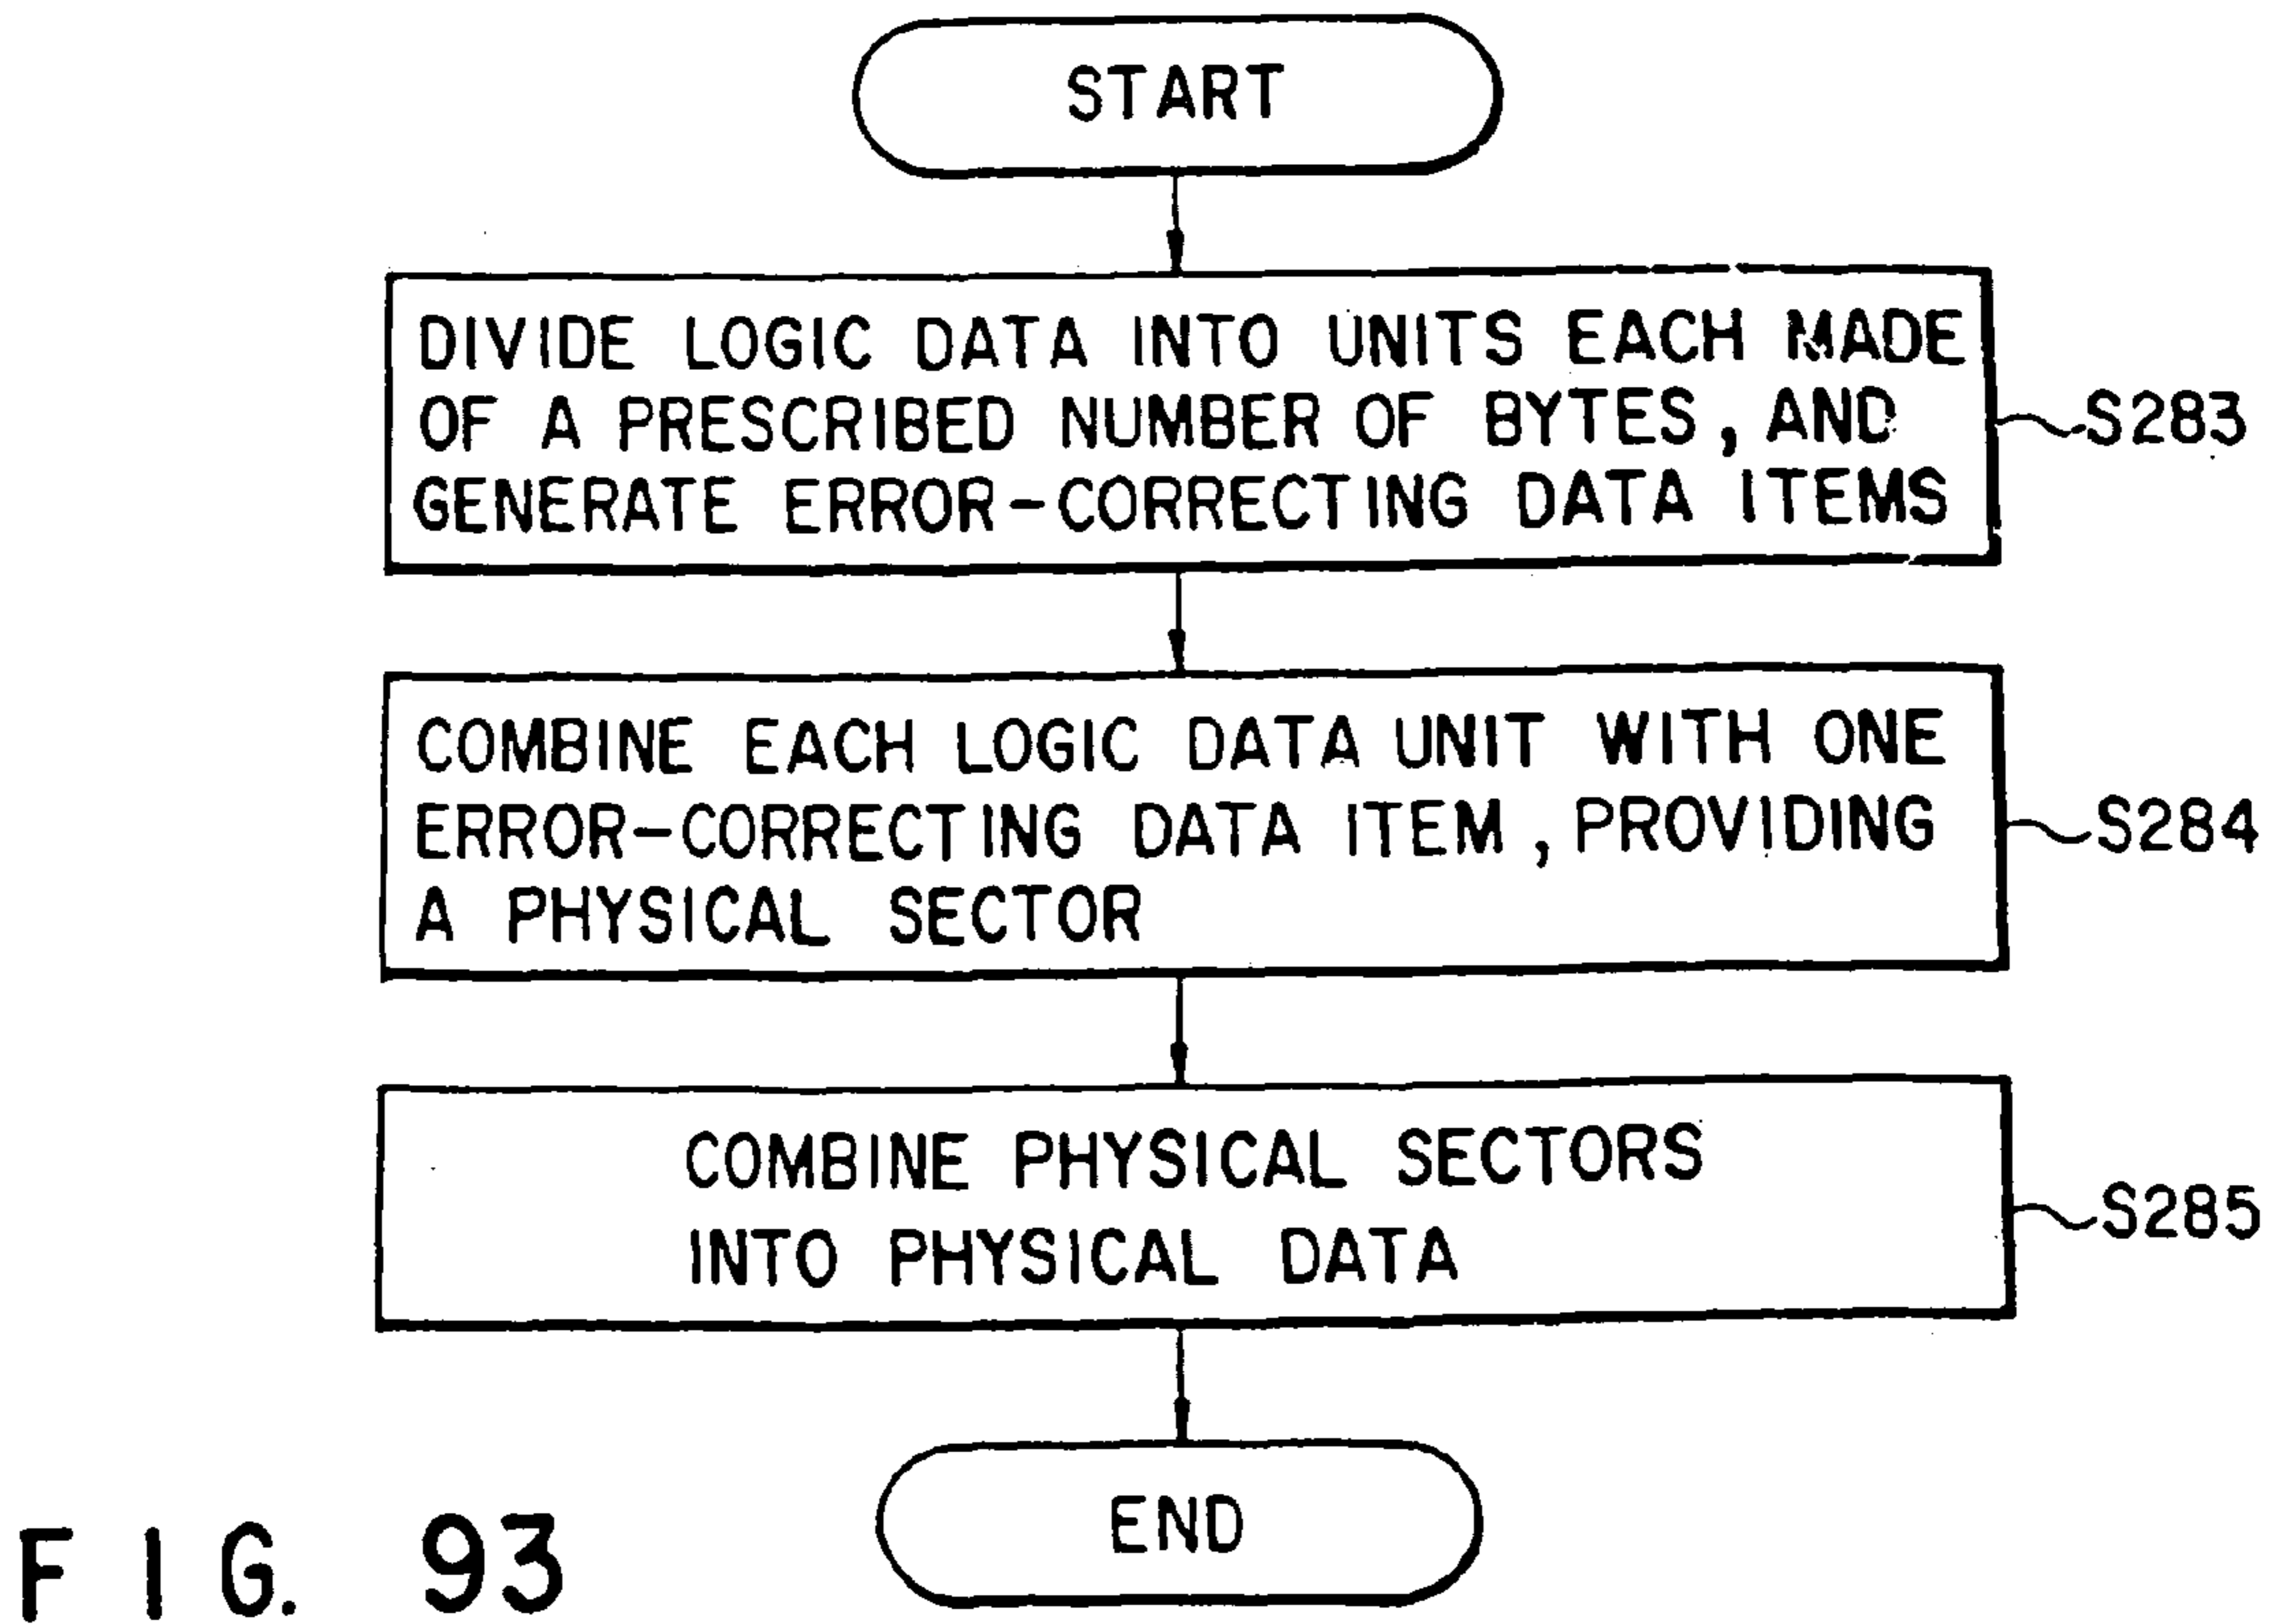 START
DIVIDE LOGIC DATA INTO UNITS EACH MADE
OF A PRESCRIBED NUMBER OF BYTES, AND
GENERATE ERROR-CORRECTING DATA ITEMS
S283
COMBINE EACH LOGIC DATA UNIT WITH ONE
ERROR-CORRECTING DATA ITEM, PROVIDING
A PHYSICAL SECTOR
S284
COMBINE PHYSICAL SECTORS
INTO PHYSICAL DATA
S285
END
FIG. 93